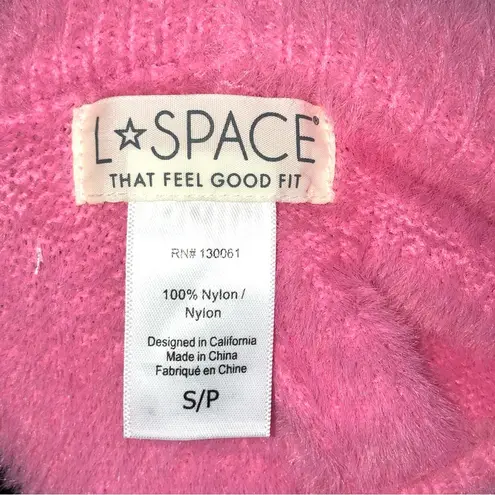 L☆SPACE®
THAT FEEL GOOD FIT
RN# 130061
100% Nylon /
Nylon
Designed in California
Made in China
Fabriqué en Chine
S/P